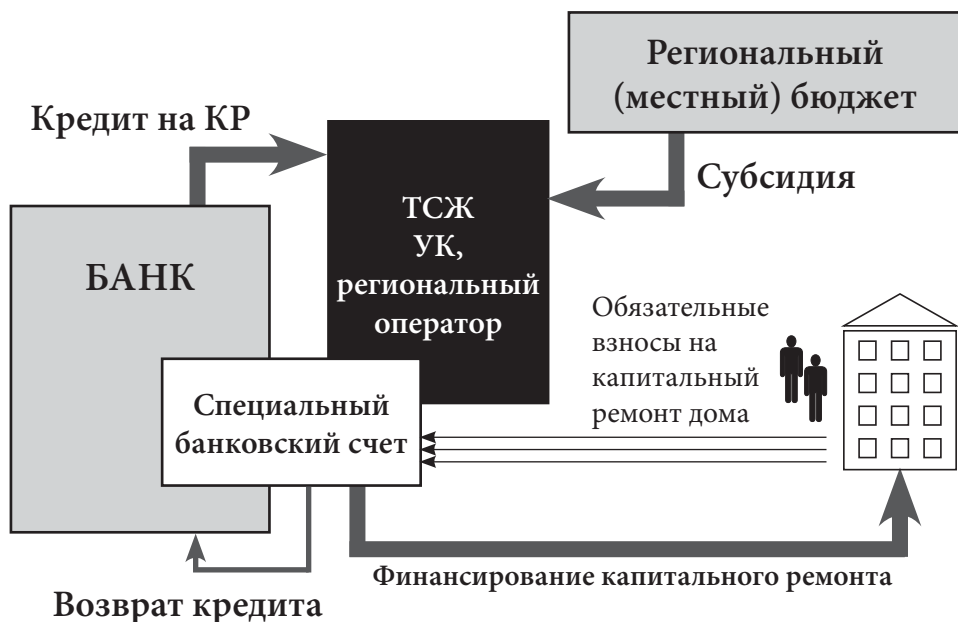 Региональный
(местный) бюджет
Кредит на КР
Субсидия
ТСЖ
УК,
региональный
оператор
БАНК
Обязательные
взносы на
капитальный
ремонт дома
Специальный
банковский счет
Финансирование капитального ремонта
Возврат кредита